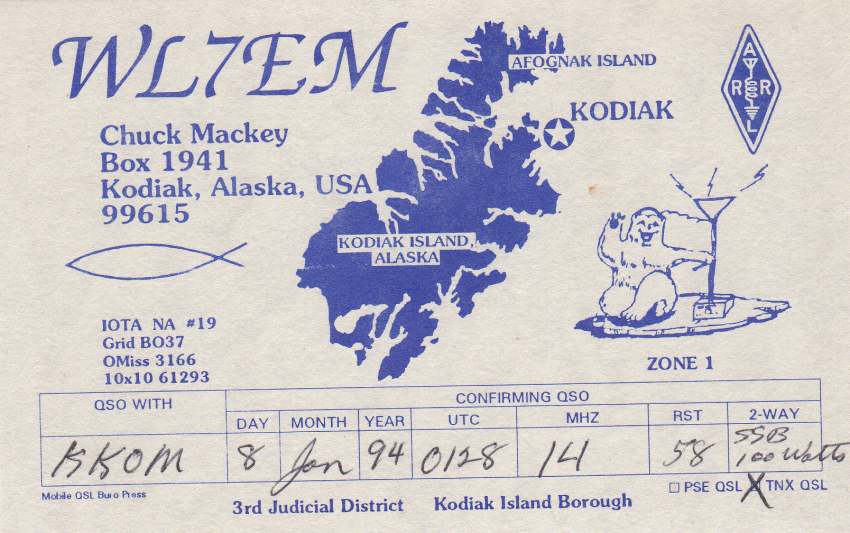 WL7EM
Chuck Mackey
Box 1941
Kodiak, Alaska, USA
99615
AFOGNAK ISLAND
KODIAK
KODIAK ISLAND,
ALASKA
A
R R
L
IOTA NA #19
Grid BO37
OMiss 3166
10x10 61293
ZONE 1
QSO WITH
CONFIRMING QSO
DAY MONTH YEAR UTC MHZ RST 2-WAY
KK0M 8 Jan 94 0128 14 58 SSB
100 Watts
Mobile QSL Buro Press
☐ PSE QSL ☒ TNX QSL
3rd Judicial District Kodiak Island Borough